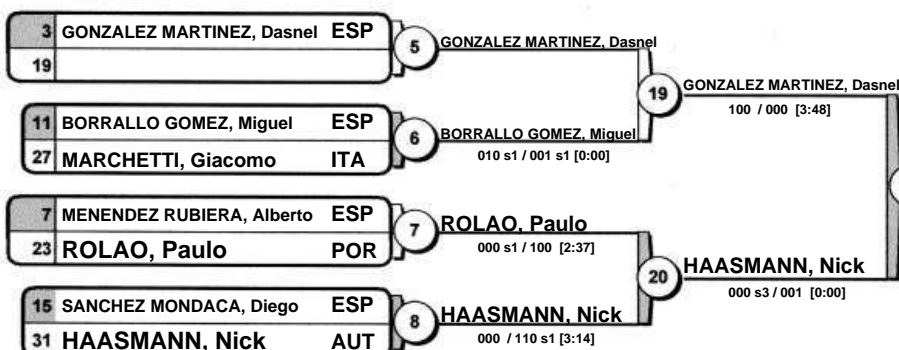 3 GONZALEZ MARTINEZ, Dasnel ESP
19
5 GONZALEZ MARTINEZ, Dasnel
19 GONZALEZ MARTINEZ, Dasnel
100 / 000 [3:48]
11 BORRALLO GOMEZ, Miguel ESP
27 MARCHETTI, Giacomo ITA
6 BORRALLO GOMEZ, Miguel
010 s1 / 001 s1 [0:00]
7 MENENDEZ RUBIERA, Alberto ESP
23 ROLAO, Paulo POR
7 ROLAO, Paulo
000 s1 / 100 [2:37]
20 HAASMANN, Nick
000 s3 / 001 [0:00]
15 SANCHEZ MONDACA, Diego ESP
31 HAASMANN, Nick AUT
8 HAASMANN, Nick
000 / 110 s1 [3:14]